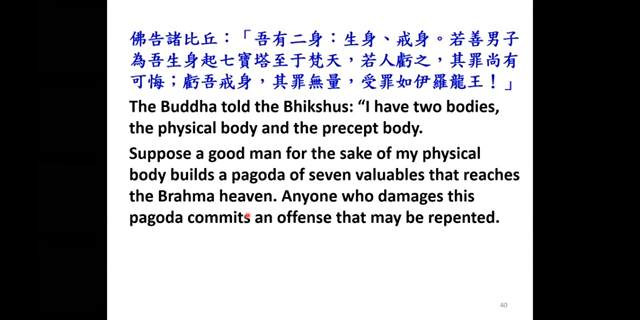 佛告諸比丘：「吾有二身：生身、戒身。若善男子
為吾生身起七寶塔至于梵天，若人虧之，其罪尚有
可悔；虧吾戒身，其罪無量，受罪如伊羅龍王！」
The Buddha told the Bhikshus: “I have two bodies,
the physical body and the precept body.
Suppose a good man for the sake of my physical
body builds a pagoda of seven valuables that reaches
the Brahma heaven. Anyone who damages this
pagoda commits an offense that may be repented.
40